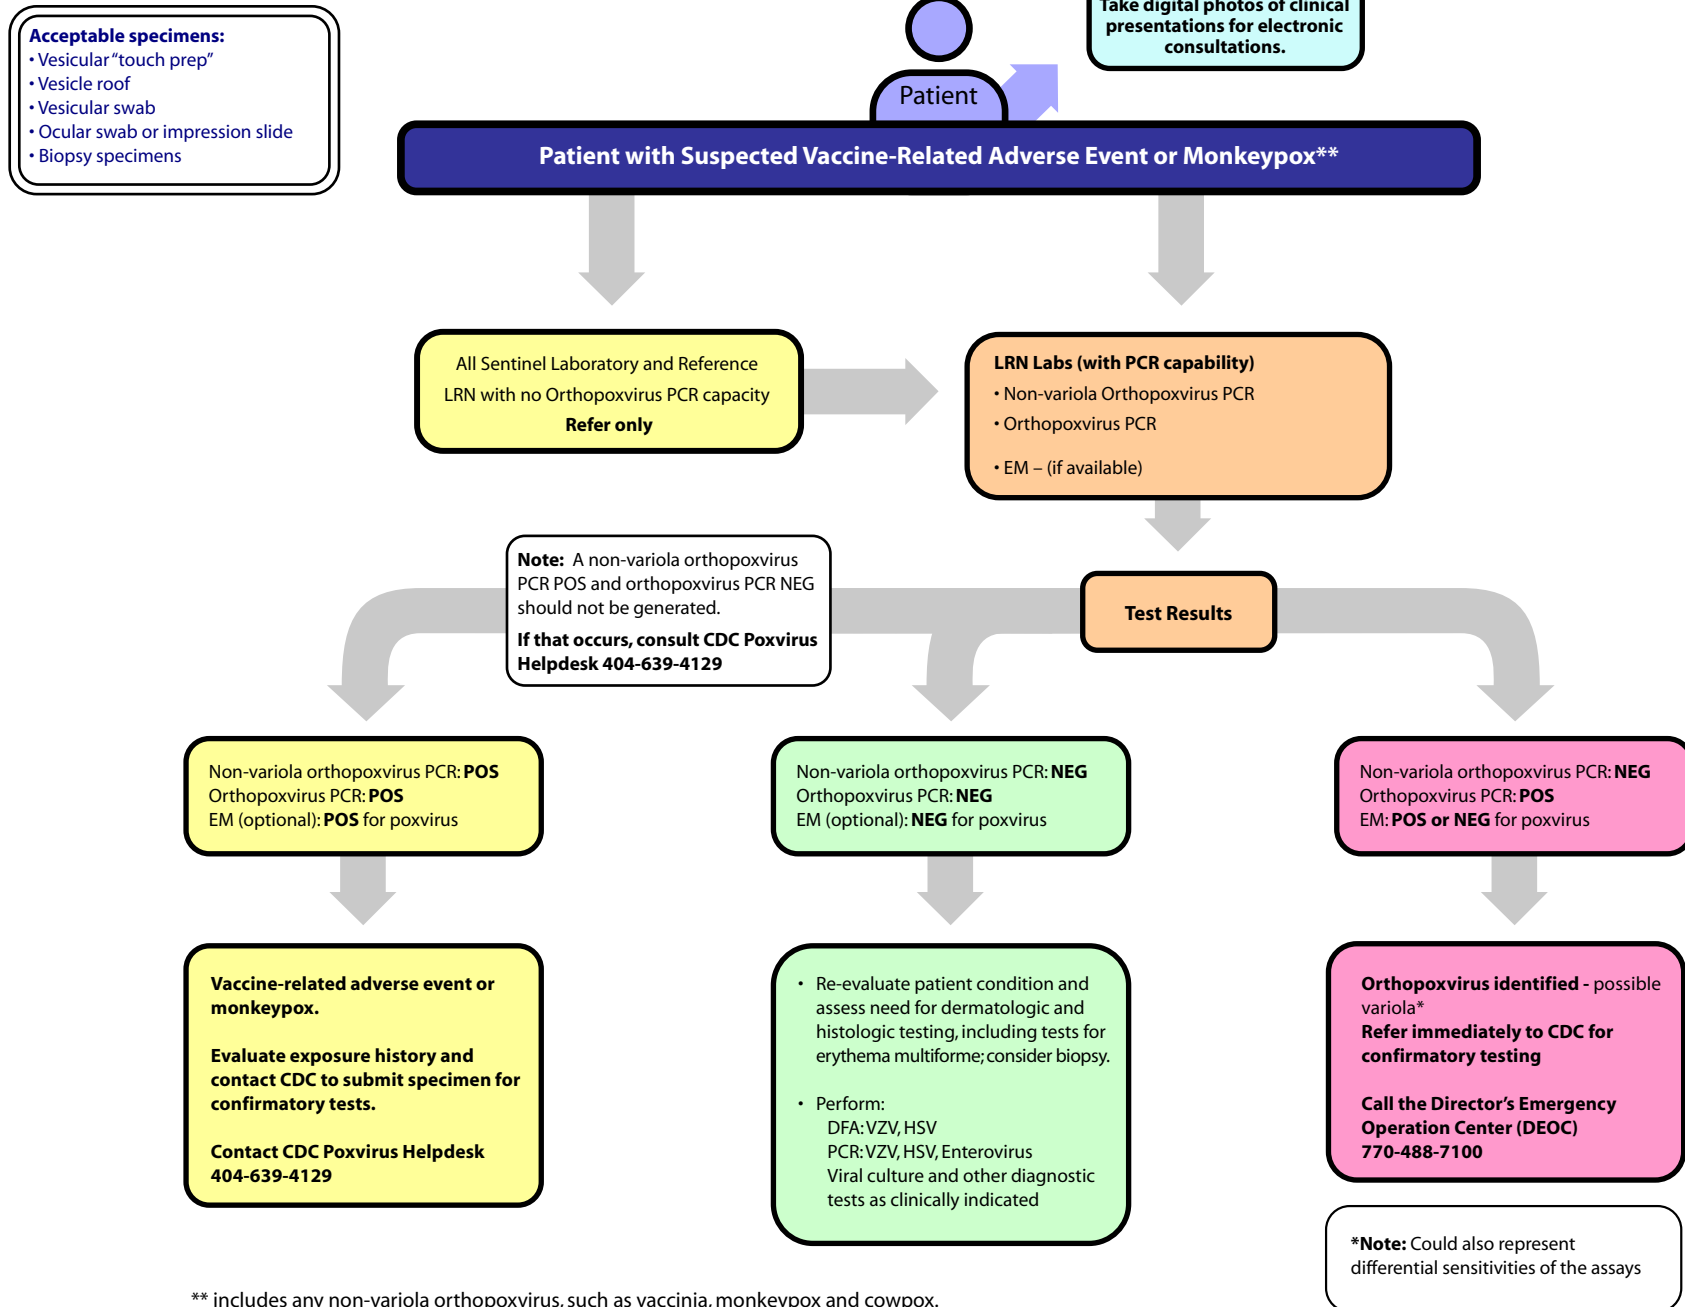 Acceptable specimens:
• Vesicular “touch prep”
• Vesicle roof
• Vesicular swab
• Ocular swab or impression slide
• Biopsy specimens
Take digital photos of clinical
presentations for electronic
consultations.
Patient
Patient with Suspected Vaccine-Related Adverse Event or Monkeypox**
All Sentinel Laboratory and Reference
LRN with no Orthopoxvirus PCR capacity
Refer only
LRN Labs (with PCR capability)
• Non-variola Orthopoxvirus PCR
• Orthopoxvirus PCR
• EM – (if available)
Note: A non-variola orthopoxvirus
PCR POS and orthopoxvirus PCR NEG
should not be generated.
If that occurs, consult CDC Poxvirus
Helpdesk 404-639-4129
Test Results
Non-variola orthopoxvirus PCR: POS
Orthopoxvirus PCR: POS
EM (optional): POS for poxvirus
Non-variola orthopoxvirus PCR: NEG
Orthopoxvirus PCR: NEG
EM (optional): NEG for poxvirus
Non-variola orthopoxvirus PCR: NEG
Orthopoxvirus PCR: POS
EM: POS or NEG for poxvirus
Vaccine-related adverse event or
monkeypox.
Evaluate exposure history and
contact CDC to submit specimen for
confirmatory tests.
Contact CDC Poxvirus Helpdesk
404-639-4129
• Re-evaluate patient condition and
assess need for dermatologic and
histologic testing, including tests for
erythema multiforme; consider biopsy.
• Perform:
DFA: VZV, HSV
PCR: VZV, HSV, Enterovirus
Viral culture and other diagnostic
tests as clinically indicated
Orthopoxvirus identified - possible
variola*
Refer immediately to CDC for
confirmatory testing
Call the Director’s Emergency
Operation Center (DEOC)
770-488-7100
*Note: Could also represent
differential sensitivities of the assays
** includes any non-variola orthopoxvirus, such as vaccinia, monkeypox and cowpox.